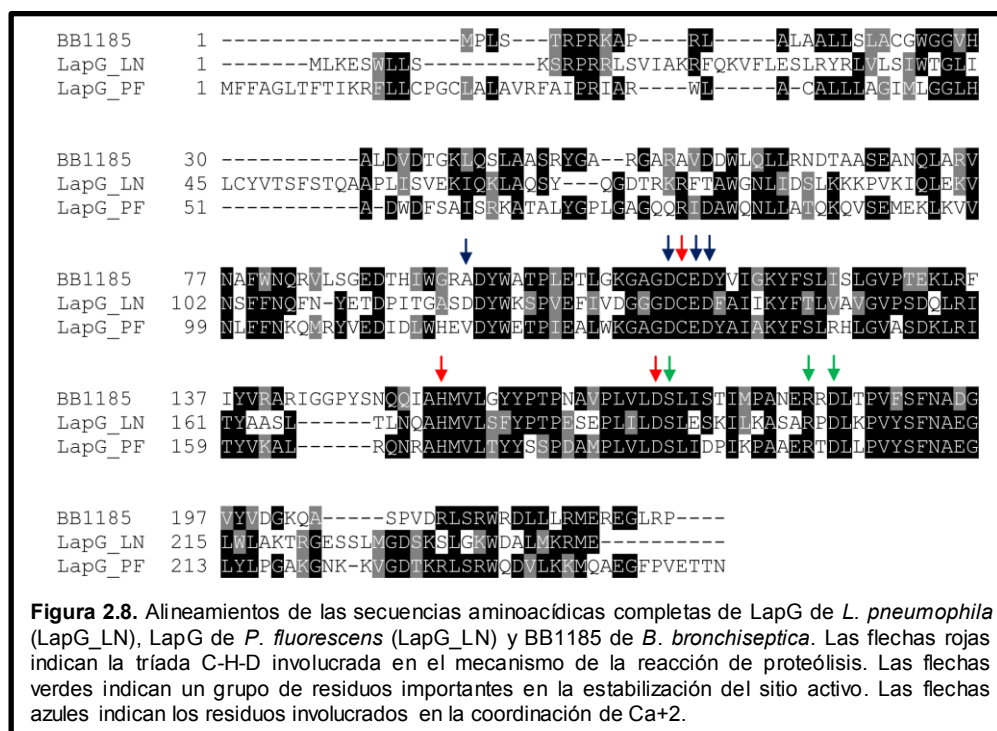 BB1185 1 ------------------MPLS---TRPRKAP-----RL-----ALAALLSLACGWGGVH
LapG_LN 1 ------MLKESWLLS--------KSRPRRLSVIAKRFQKVFLESLRYRLVLSIWTGLI
LapG_PF 1 MFFAGLTFTIKRFLLCPGCLALAVRFAIPRIAR----WL----A-CALLLAGIMLGGLH
BB1185 30 ----------ALDVDTGKLQSLAASRYGA--RGARAVDDWLQLLRNDTAASEANQLARV
LapG_LN 45 LCYVTSFSTQAAPLISVEKIQKLAQSY---QGDTRKRFTAWGNLIDSLKKKPVKIQLEKV
LapG_PF 51 ----------A-DWDFSAISRKATALYGPLGAGQQRIDAWQNLLATQKQVSEMEKLKVV
BB1185 77 NAFWNQRVLSGEDTHIWGRADYWATPLETLGKGAGDCEDYVIGKYFSLISLGVPTEKLRF
LapG_LN 102 NSFFNQFN-YETDPITGASDDYWKSPVEFIVDGGGDCEDFAIIKYFTLVAVGVPSDQLRI
LapG_PF 99 NLFFNKQMRYVEDIDLWHEVDYWETPIEALWKGAGDCEDYAIAKYFSLRHLGVASDKLRI
BB1185 137 IYVRARIGGPYSNQQIAHMVLGYYPTPNAVPLVLDSLISTIMPANERRDLTPVFSFNADG
LapG_LN 161 TYAASL------TLNQAHMVLSFYPTPESEPLILDSLESKILKASARPDLKPVYSFNAEG
LapG_PF 159 TYVKAL------RQNRAHMVLTYYSSPDAMPLVLDSLIDPIKPAAERTDLLPVYSFNAEG
BB1185 197 VYVDGKQA-----SPVDRLSRWRDLLLRMEREGLRP----
LapG_LN 215 LWLAKTRGESSLMGDSKSLGKWDALMKRME----------
LapG_PF 213 LYLPGAKGNK-KVGDTKRLSRWQDVLKKMQAEGFPVETTN
Figura 2.8. Alineamientos de las secuencias aminoacídicas completas de LapG de L. pneumophila
(LapG_LN), LapG de P. fluorescens (LapG_LN) y BB1185 de B. bronchiseptica. Las flechas rojas
indican la tríada C-H-D involucrada en el mecanismo de la reacción de proteólisis. Las flechas
verdes indican un grupo de residuos importantes en la estabilización del sitio activo. Las flechas
azules indican los residuos involucrados en la coordinación de Ca+2.